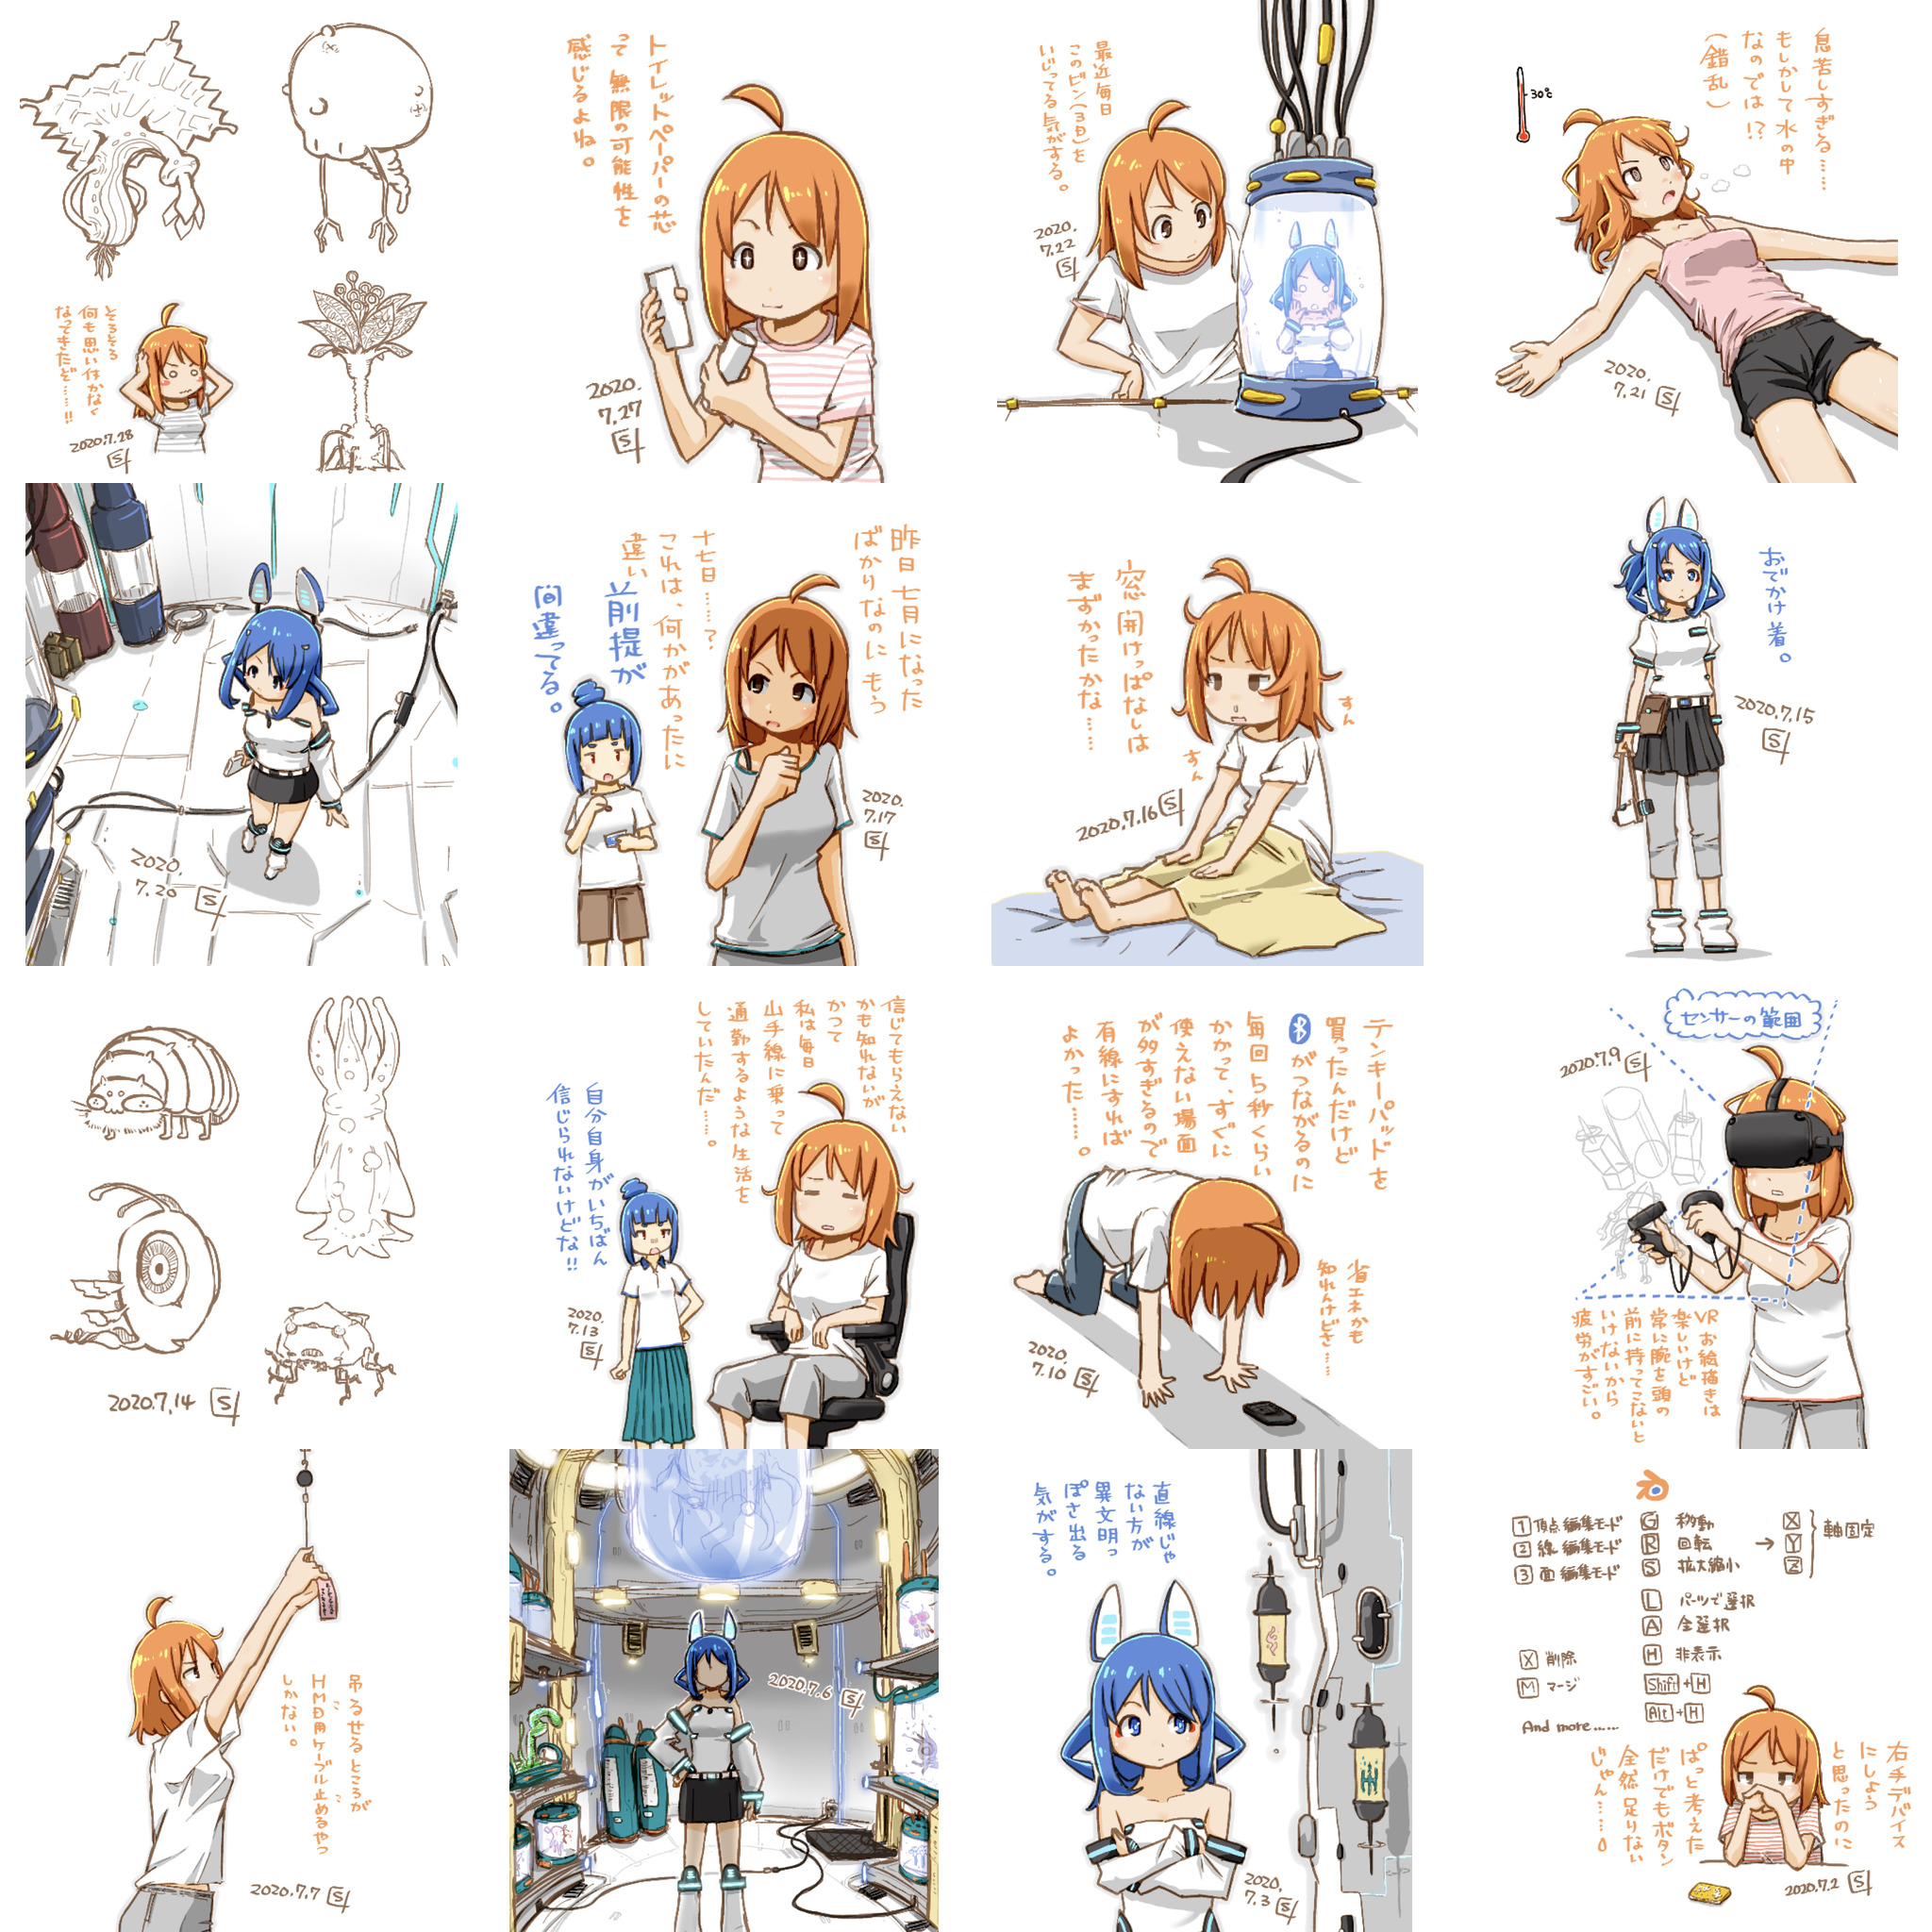 そろそろ
何も思い付かなく
なってきたぞ……!!
2020.7.28
トイレットペーパーの芯
って無限の可能性を
感じるよね。
2020.
7.27
最近毎日
このビン(3D)を
いじってる気がする。
2020.
7.22
30℃
息苦しすぎる……
もしかして水の中
なのでは!?
(錯乱)
2020.
7.21
2020.
7.20
昨日七月になった
ばかりなのにもう
十七日……?
これは、何かがあったに
違い
前提が
間違ってる。
2020.
7.17
窓開けっぱなしは
まずかったかな……
すん
すん
2020.7.16
おでかけ着。
2020.7.15
2020.7.14
信じてもらえない
かも知れないが
かつて
私は毎日
山手線に乗って
通勤するような生活を
していたんだ……。
自分自身がいちばん
信じられないけどな!!
2020.
7.13
テンキーパッドを
買ったんだけど
がつながるのに
毎回5秒くらい
かかって、すぐに
使えない場面
が多すぎるので
有線にすれば
よかった……。
省エネかも
知れんけどさ……
2020.
7.10
センサーの範囲
2020.7.9
VRお絵描きは
楽しいけど
常に腕を頭の
前に持ってこないと
いけないから
疲労がすごい。
吊るせるところが
HMD用ケーブル止めるやつ
しかない。
2020.7.7
2020.7.6
直線じゃ
ない方が
異文明っ
ぽさ出る
気がする。
2020.
7.3
1 頂点編集モード
2 線編集モード
3 面編集モード
G 移動
R 回転
S 拡大縮小
→ X
Y
Z
軸固定
L パーツで選択
A 全選択
H 非表示
Shift+H
Alt+H
X 削除
M マージ
And more……
右手デバイス
にしよう
と思ったのに
ぱっと考えた
だけでもボタン
全然足りない
じゃん……。
2020.7.2